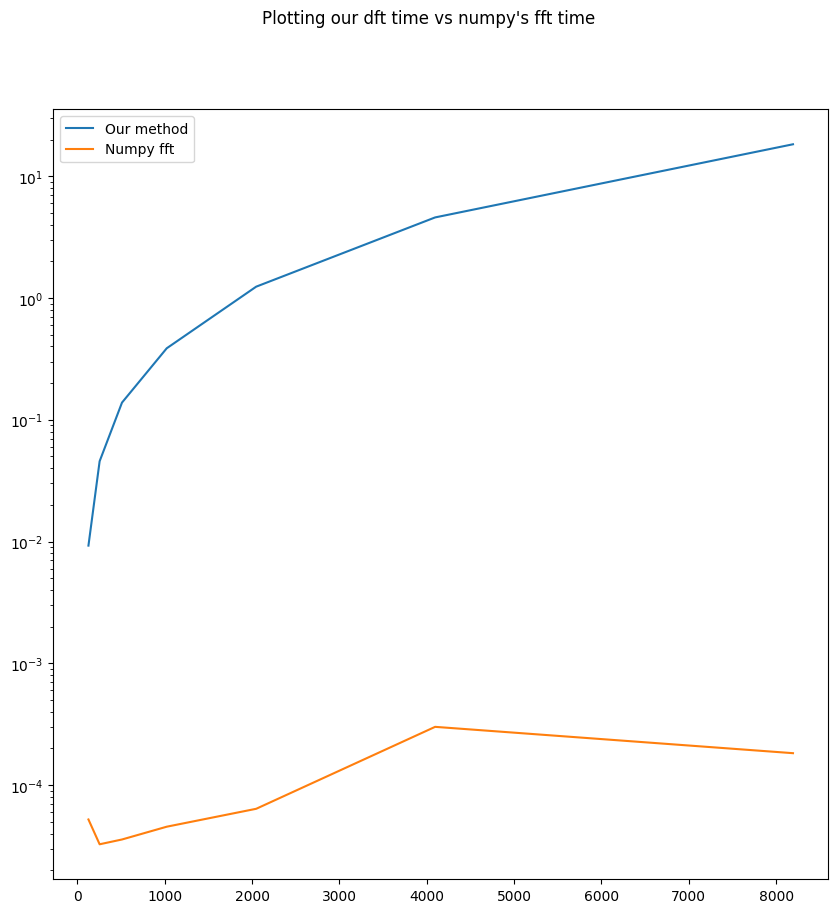 Plotting our dft time vs numpy's fft time
Our method
Numpy fft
10¹
10⁰
10⁻¹
10⁻²
10⁻³
10⁻⁴
0 1000 2000 3000 4000 5000 6000 7000 8000